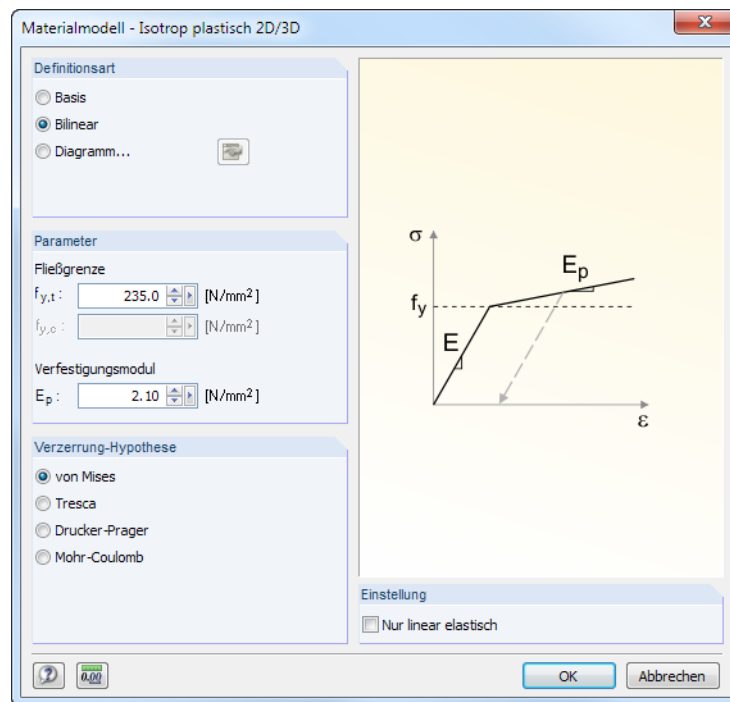 Materialmodell - Isotrop plastisch 2D/3D
Definitionsart
Basis
Bilinear
Diagramm...
Parameter
Fließgrenze
fy,t : 235.0 [N/mm²]
fy,c : [N/mm²]
Verfestigungsmodul
Ep : 2.10 [N/mm²]
Verzerrung-Hypothese
von Mises
Tresca
Drucker-Prager
Mohr-Coulomb
σ
Ep
fy
E
ε
Einstellung
Nur linear elastisch
0.00
OK
Abbrechen